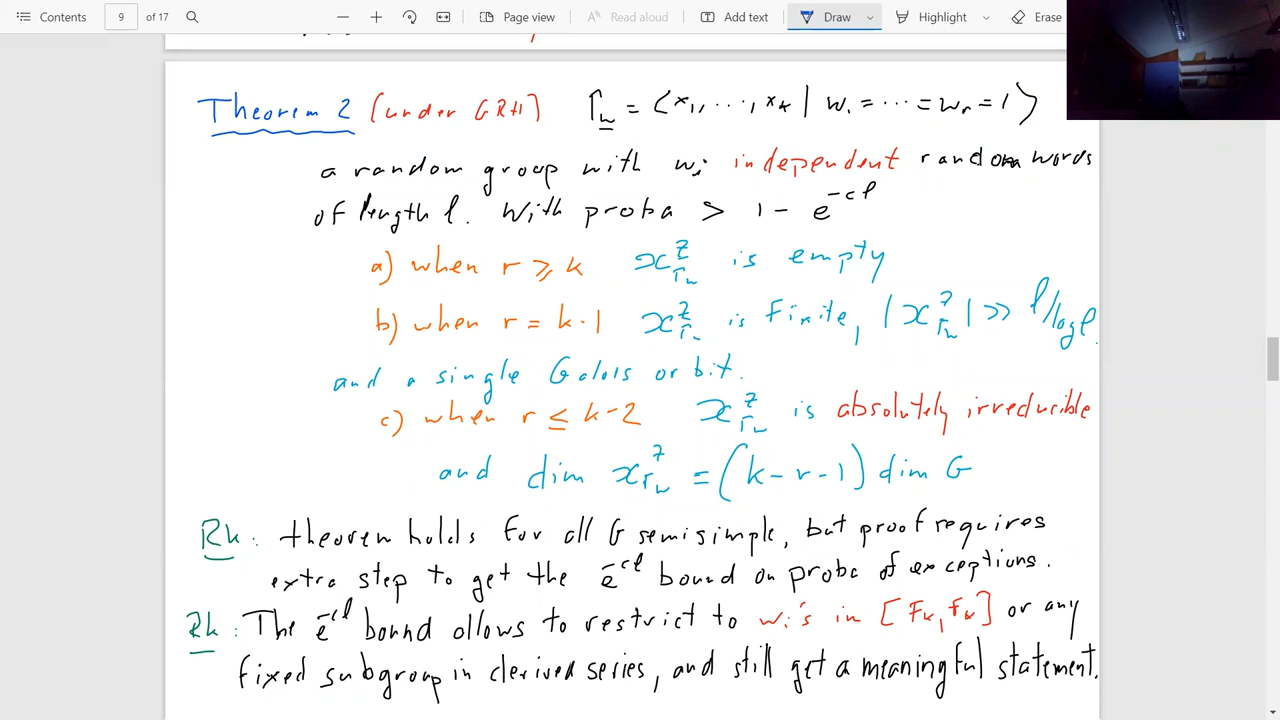 Contents 9 of 17 Page view Read aloud Add text Draw Highlight Erase
Theorem 2 (under GRH) Γ_w = ⟨x_1, ..., x_k | w_1 = ... = w_r = 1⟩
a random group with w_i independent random words
of length l. With proba > 1 - e^{-cl}
a) when r ≥ k X^Z_{Γ_w} is empty
b) when r = k-1 X^Z_{Γ_w} is finite, |X^Z_{Γ_w}| >> l/log l.
and a single Galois orbit.
c) when r ≤ k-2 X^Z_{Γ_w} is absolutely irreducible
and dim X^Z_{Γ_w} = (k-r-1) dim G
Rk: theorem holds for all G semisimple, but proof requires
extra step to get the e^{-cl} bound on proba of exceptions.
Rk: The e^{-cl} bound allows to restrict to w_i's in [F_k, F_k] or any
fixed subgroup in derived series, and still get a meaningful statement.